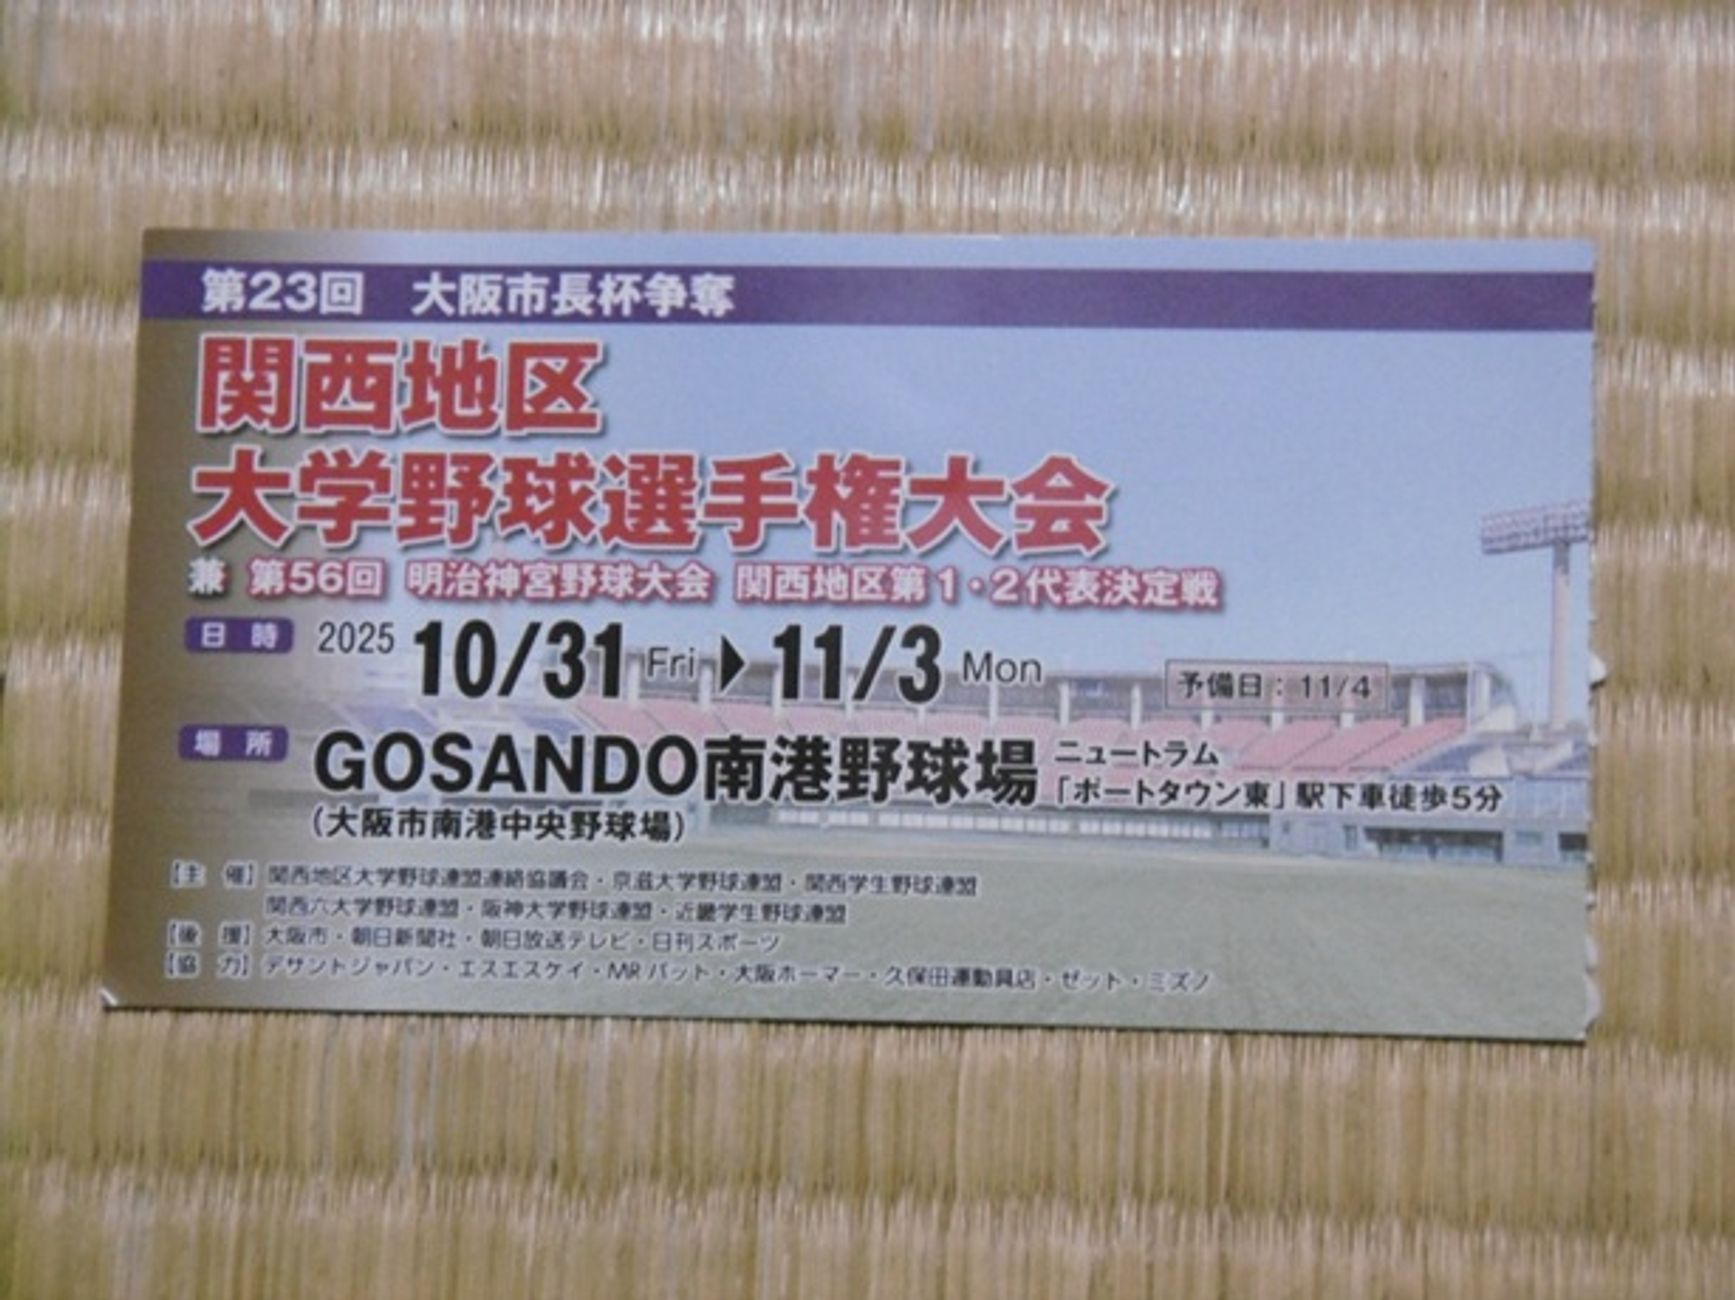 第23回 大阪市長杯争奪
関西地区
大学野球選手権大会
兼 第56回 明治神宮野球大会 関西地区第1・2代表決定戦
日時 2025 10/31 Fri ▶ 11/3 Mon 予備日：11/4
場所 GOSANDO南港野球場 ニュートラム
「ポートタウン東」駅下車徒歩5分
(大阪市南港中央野球場)
【主 催】関西地区大学野球連盟連絡協議会・京滋大学野球連盟・関西学生野球連盟
関西六大学野球連盟・阪神大学野球連盟・近畿学生野球連盟
【後 援】大阪市・朝日新聞社・朝日放送テレビ・日刊スポーツ
【協 力】デサントジャパン・エスエスケイ・MRバット・大阪ホーマー・久保田運動具店・ゼット・ミズノ